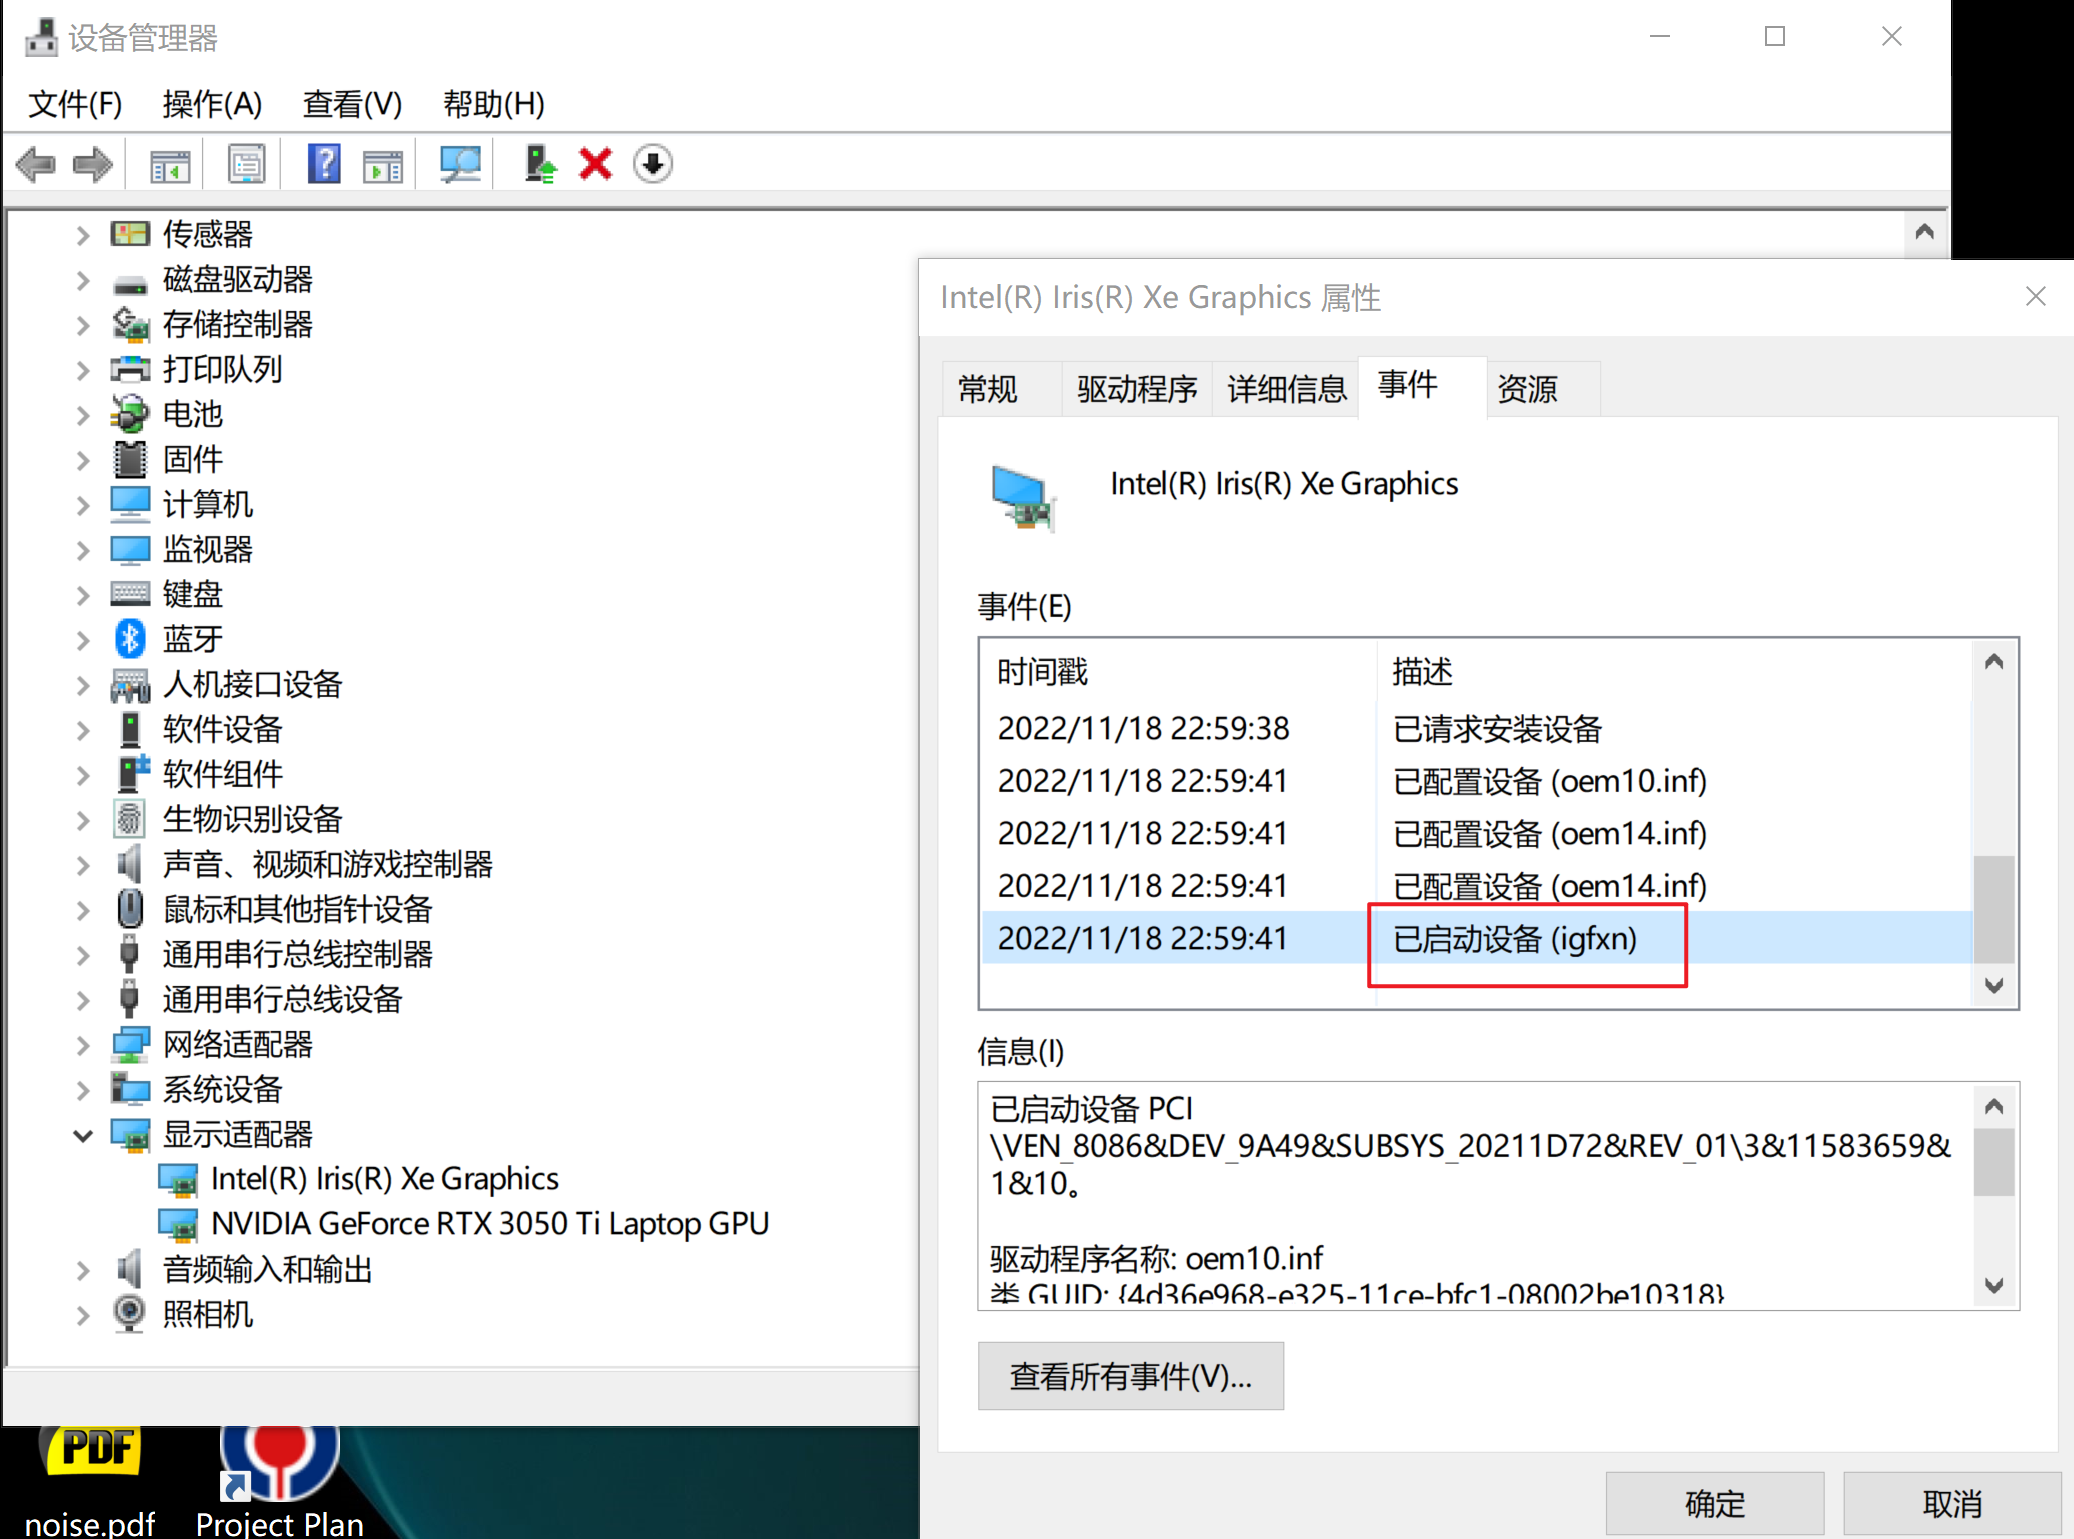 设备管理器
文件(F) 操作(A) 查看(V) 帮助(H)
传感器
磁盘驱动器
存储控制器
打印队列
电池
固件
计算机
监视器
键盘
蓝牙
人机接口设备
软件设备
软件组件
生物识别设备
声音、视频和游戏控制器
鼠标和其他指针设备
通用串行总线控制器
通用串行总线设备
网络适配器
系统设备
显示适配器
Intel(R) Iris(R) Xe Graphics
NVIDIA GeForce RTX 3050 Ti Laptop GPU
音频输入和输出
照相机
Intel(R) Iris(R) Xe Graphics 属性
常规 驱动程序 详细信息 事件 资源
Intel(R) Iris(R) Xe Graphics
事件(E)
时间戳 描述
2022/11/18 22:59:38 已请求安装设备
2022/11/18 22:59:41 已配置设备 (oem10.inf)
2022/11/18 22:59:41 已配置设备 (oem14.inf)
2022/11/18 22:59:41 已配置设备 (oem14.inf)
2022/11/18 22:59:41 已启动设备 (igfxn)
信息(I)
已启动设备 PCI
\VEN_8086&DEV_9A49&SUBSYS_20211D72&REV_01\3&11583659&
1&10。
驱动程序名称: oem10.inf
类 GUID: {4d36e968-e325-11ce-bfc1-08002be10318}
查看所有事件(V)...
确定 取消
PDF
noise.pdf Project Plan